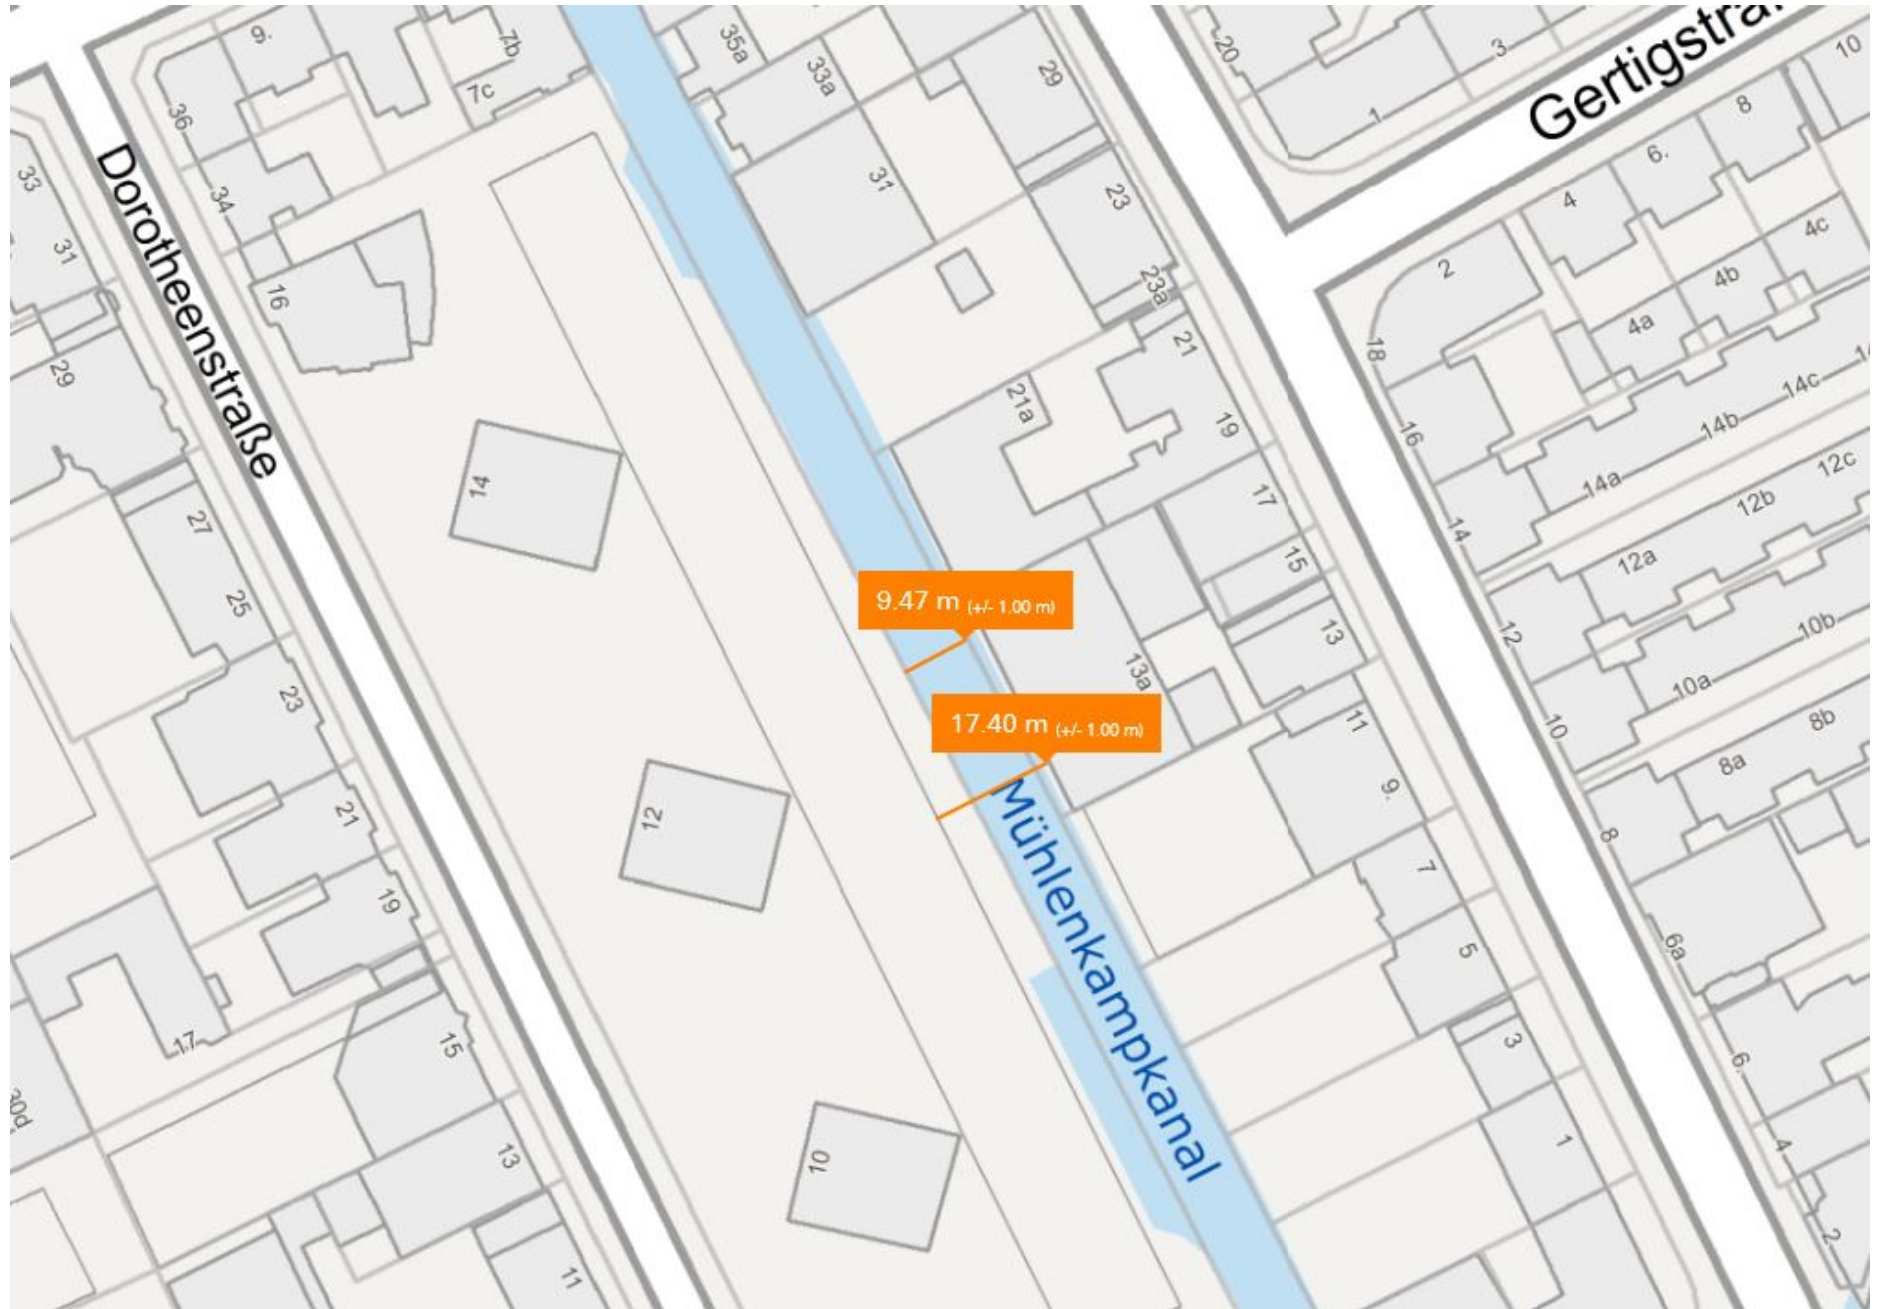 9.
7b
35a
33a
29
20
3
1
Gertigstra
10
8
6.
4
4c
4b
4a
2
36
7c
34
33
31
Dorotheenstraße
16
31
23
23a
21
29
21a
19
18
14c
14b
14a
16
14
17
27
25
15
13
12c
12b
12a
12
10b
10a
10
9.47 m (+/- 1.00 m)
13a
17.40 m (+/- 1.00 m)
11
9.
8b
8a
8
23
21
19
12
Mühlenkampkanal
7
5
3
1
6a
6.
4
2
17
15
30d
13
11
10
14